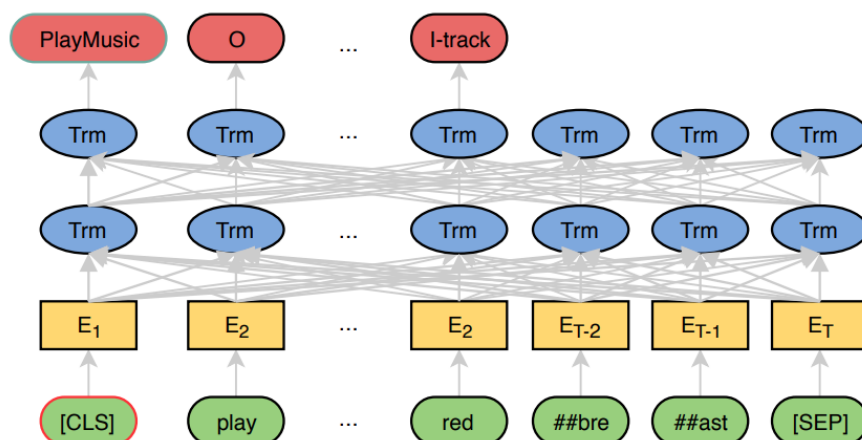 PlayMusic O ... I-track
Trm Trm ... Trm Trm Trm Trm
Trm Trm ... Trm Trm Trm Trm
E1 E2 ... E2 ET-2 ET-1 ET
[CLS] play ... red ##bre ##ast [SEP]